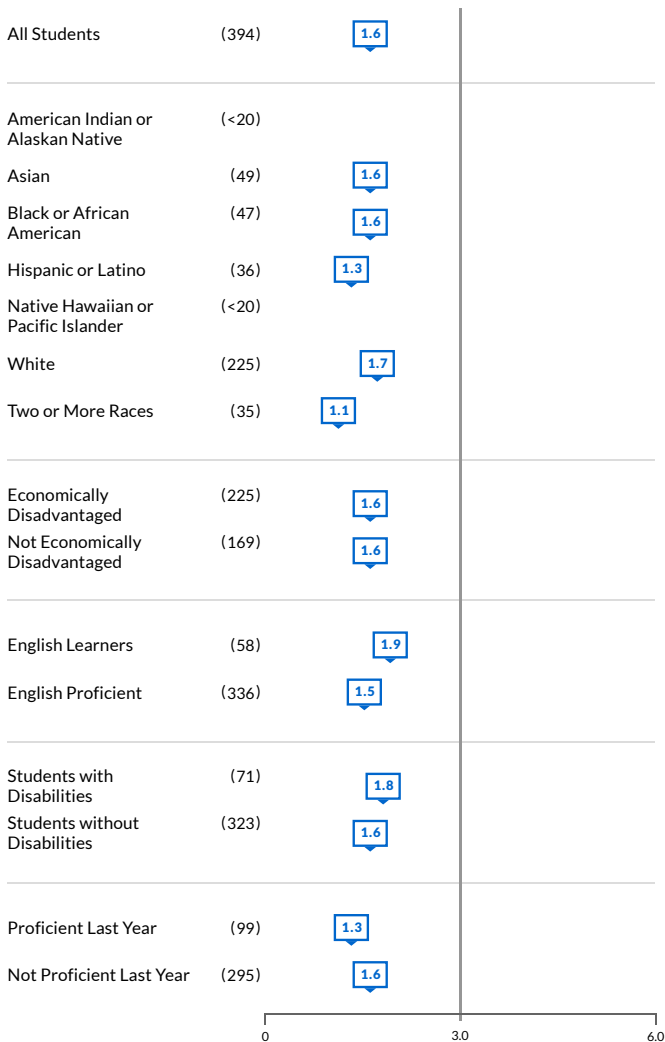 All Students (394) 1.6
American Indian or (<20)
Alaskan Native
Asian (49) 1.6
Black or African (47) 1.6
American
Hispanic or Latino (36) 1.3
Native Hawaiian or (<20)
Pacific Islander
White (225) 1.7
Two or More Races (35) 1.1
Economically (225) 1.6
Disadvantaged
Not Economically (169) 1.6
Disadvantaged
English Learners (58) 1.9
English Proficient (336) 1.5
Students with (71) 1.8
Disabilities
Students without (323) 1.6
Disabilities
Proficient Last Year (99) 1.3
Not Proficient Last Year (295) 1.6
0 3.0 6.0